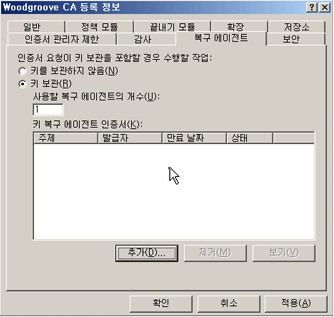 Woodgroove CA 등록 정보
일반 정책 모듈 끝내기 모듈 확장 저장소
인증서 관리자 제한 감사 복구 에이전트 보안
인증서 요청이 키 보관을 포함할 경우 수행할 작업:
키를 보관하지 않음(N)
키 보관(R)
사용할 복구 에이전트의 개수(U):
1
키 복구 에이전트 인증서(K):
주제 발급자 만료 날짜 상태
추가(D)... 제거(M) 보기(V)
확인 취소 적용(A)